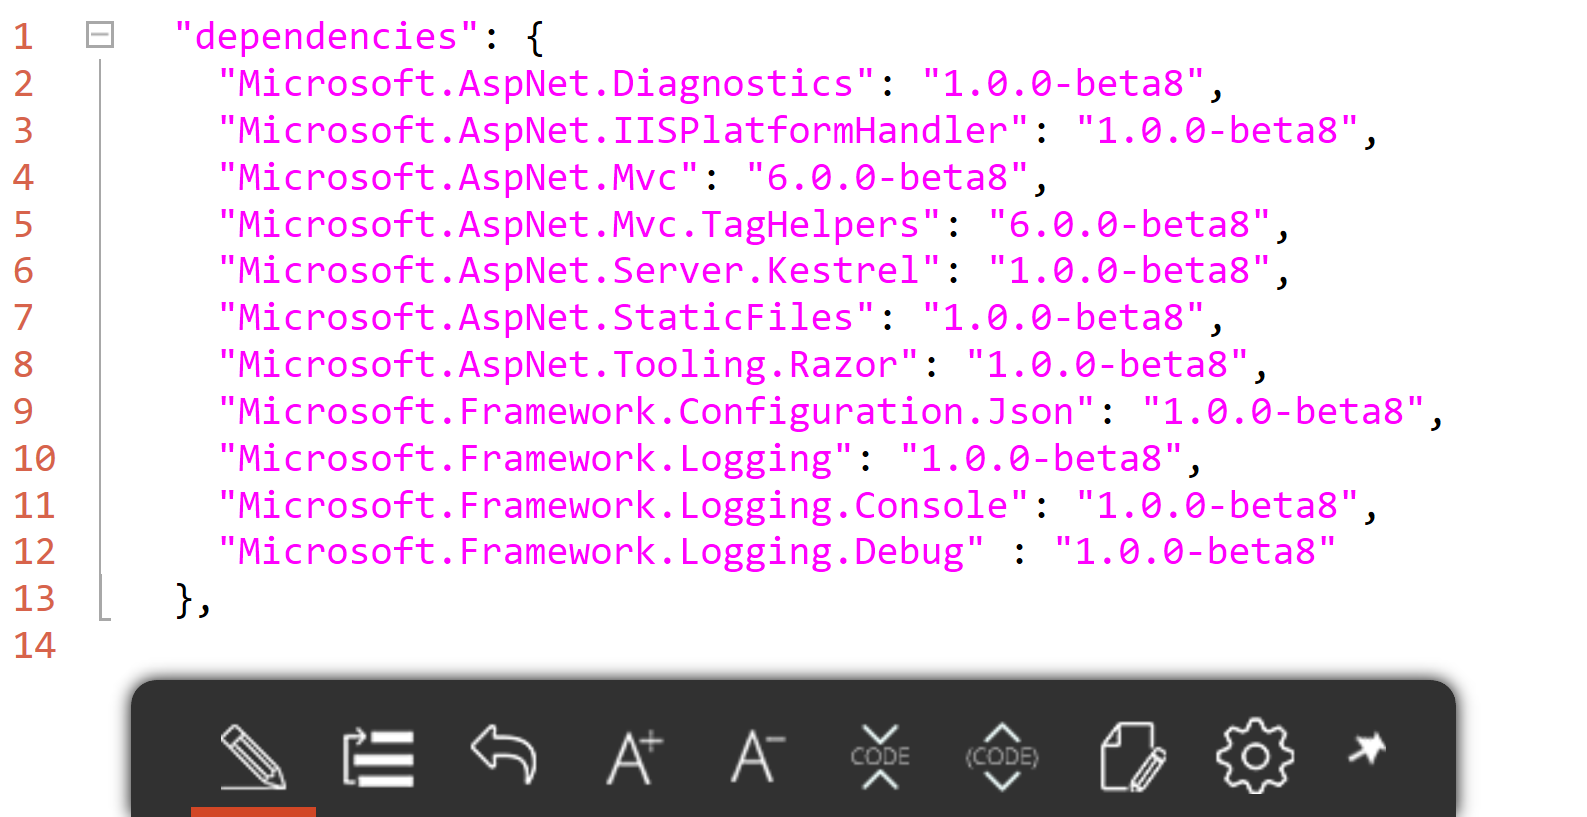 1 "dependencies": {
2 "Microsoft.AspNet.Diagnostics": "1.0.0-beta8",
3 "Microsoft.AspNet.IISPlatformHandler": "1.0.0-beta8",
4 "Microsoft.AspNet.Mvc": "6.0.0-beta8",
5 "Microsoft.AspNet.Mvc.TagHelpers": "6.0.0-beta8",
6 "Microsoft.AspNet.Server.Kestrel": "1.0.0-beta8",
7 "Microsoft.AspNet.StaticFiles": "1.0.0-beta8",
8 "Microsoft.AspNet.Tooling.Razor": "1.0.0-beta8",
9 "Microsoft.Framework.Configuration.Json": "1.0.0-beta8",
10 "Microsoft.Framework.Logging": "1.0.0-beta8",
11 "Microsoft.Framework.Logging.Console": "1.0.0-beta8",
12 "Microsoft.Framework.Logging.Debug" : "1.0.0-beta8"
13 },
14
A+ A- CODE (CODE)